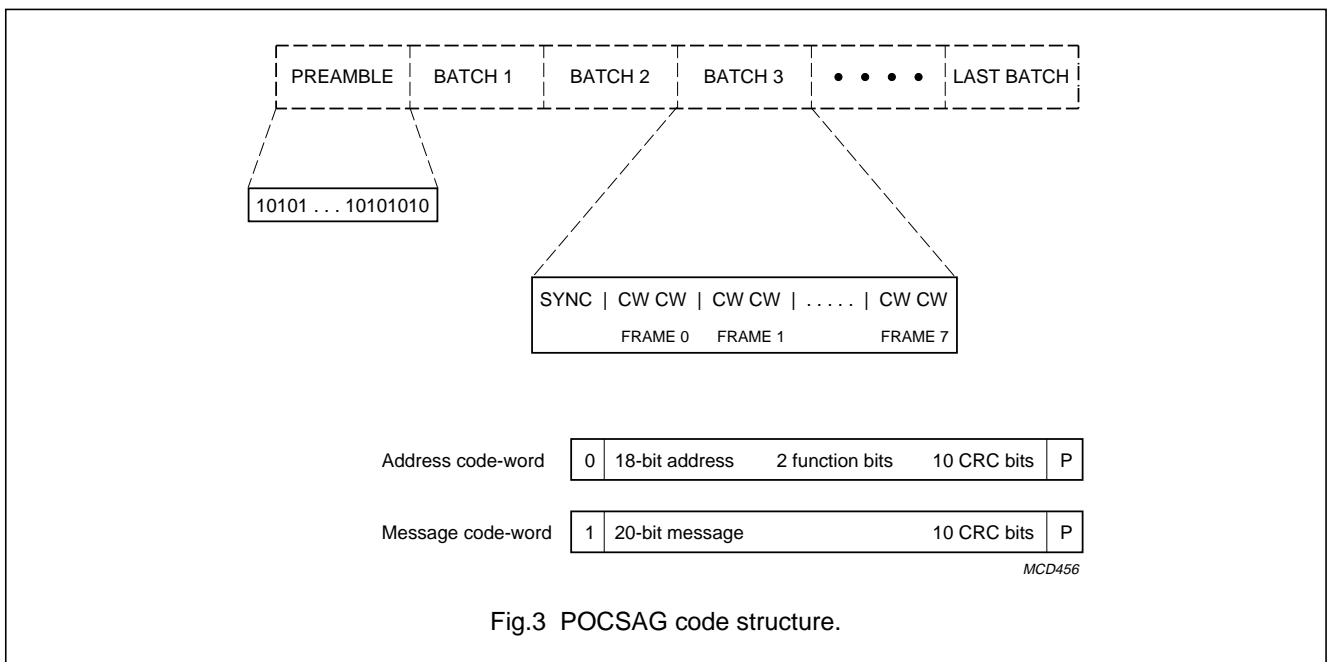 PREAMBLE BATCH 1 BATCH 2 BATCH 3 • • • • LAST BATCH
10101 . . . 10101010
SYNC | CW CW | CW CW | . . . . . | CW CW
FRAME 0 FRAME 1 FRAME 7
Address code-word 0 18-bit address 2 function bits 10 CRC bits P
Message code-word 1 20-bit message 10 CRC bits P
MCD456
Fig.3 POCSAG code structure.